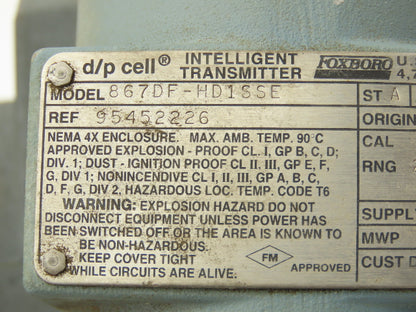 d/p cell® INTELLIGENT TRANSMITTER FOXBORO U.S.
4,
MODEL 867DF-HD1SSE ST A
REF 95452226 ORIGIN
NEMA 4X ENCLOSURE. MAX. AMB. TEMP. 90°C
APPROVED EXPLOSION - PROOF CL. I, GP B, C, D;
DIV. 1; DUST - IGNITION PROOF CL II. III, GP E, F,
G, DIV 1; NONINCENDIVE CL I, II, III, GP A, B, C,
D, F, G, DIV 2, HAZARDOUS LOC. TEMP. CODE T6
WARNING: EXPLOSION HAZARD DO NOT
DISCONNECT EQUIPMENT UNLESS POWER HAS
BEEN SWITCHED OFF OR THE AREA IS KNOWN TO
BE NON-HAZARDOUS.
KEEP COVER TIGHT
WHILE CIRCUITS ARE ALIVE.
FM APPROVED
CAL
RNG
SUPPLY
MWP
CUST D